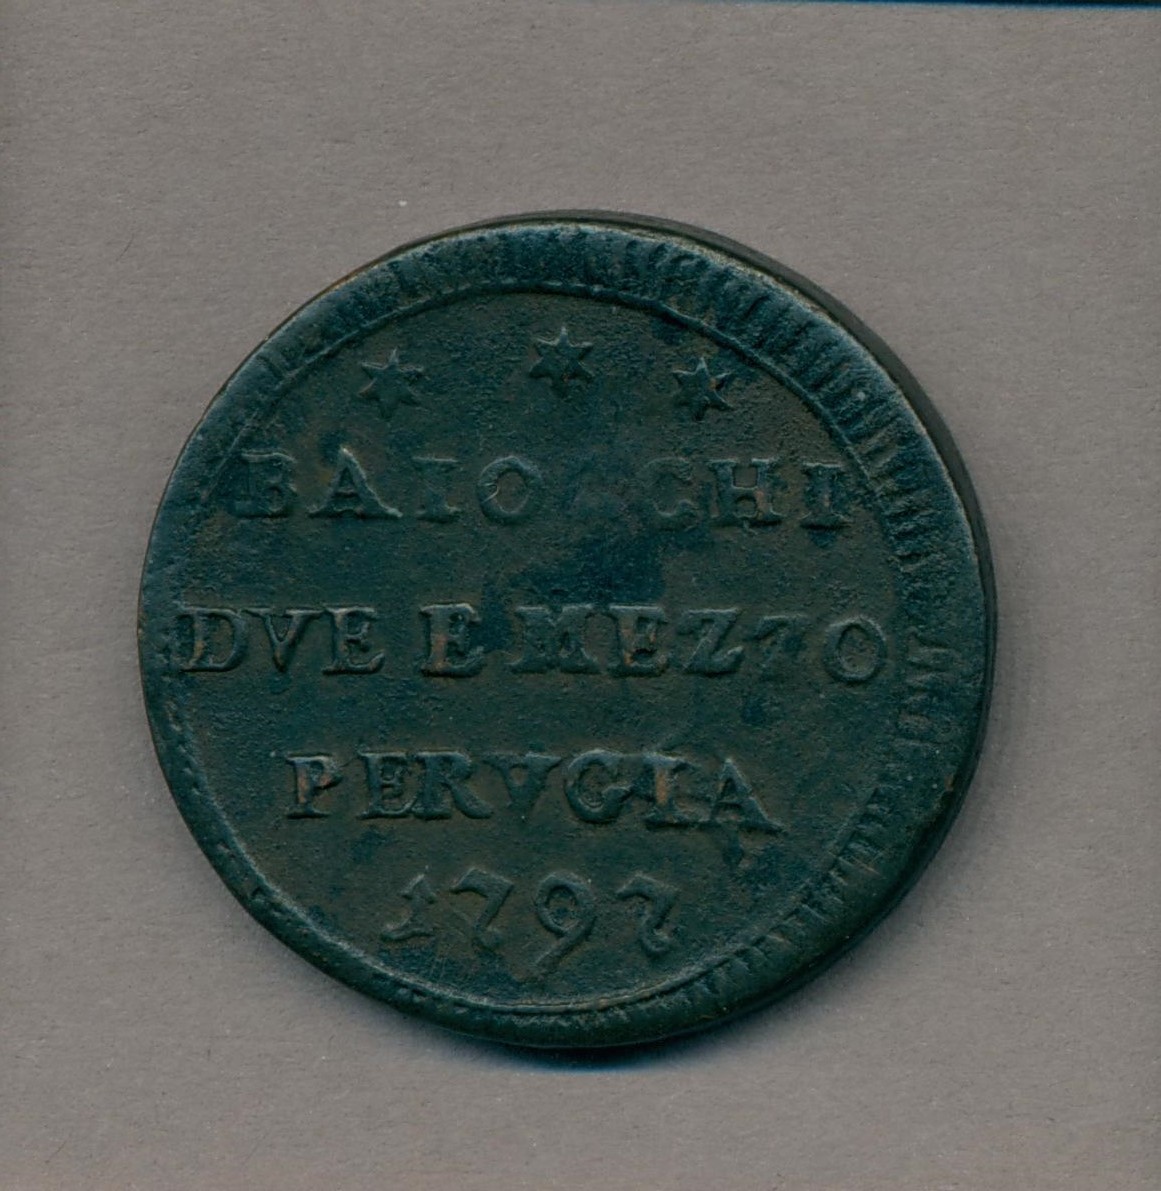 BAIOCCHI
DVE E MEZZO
PERVGIA
1797